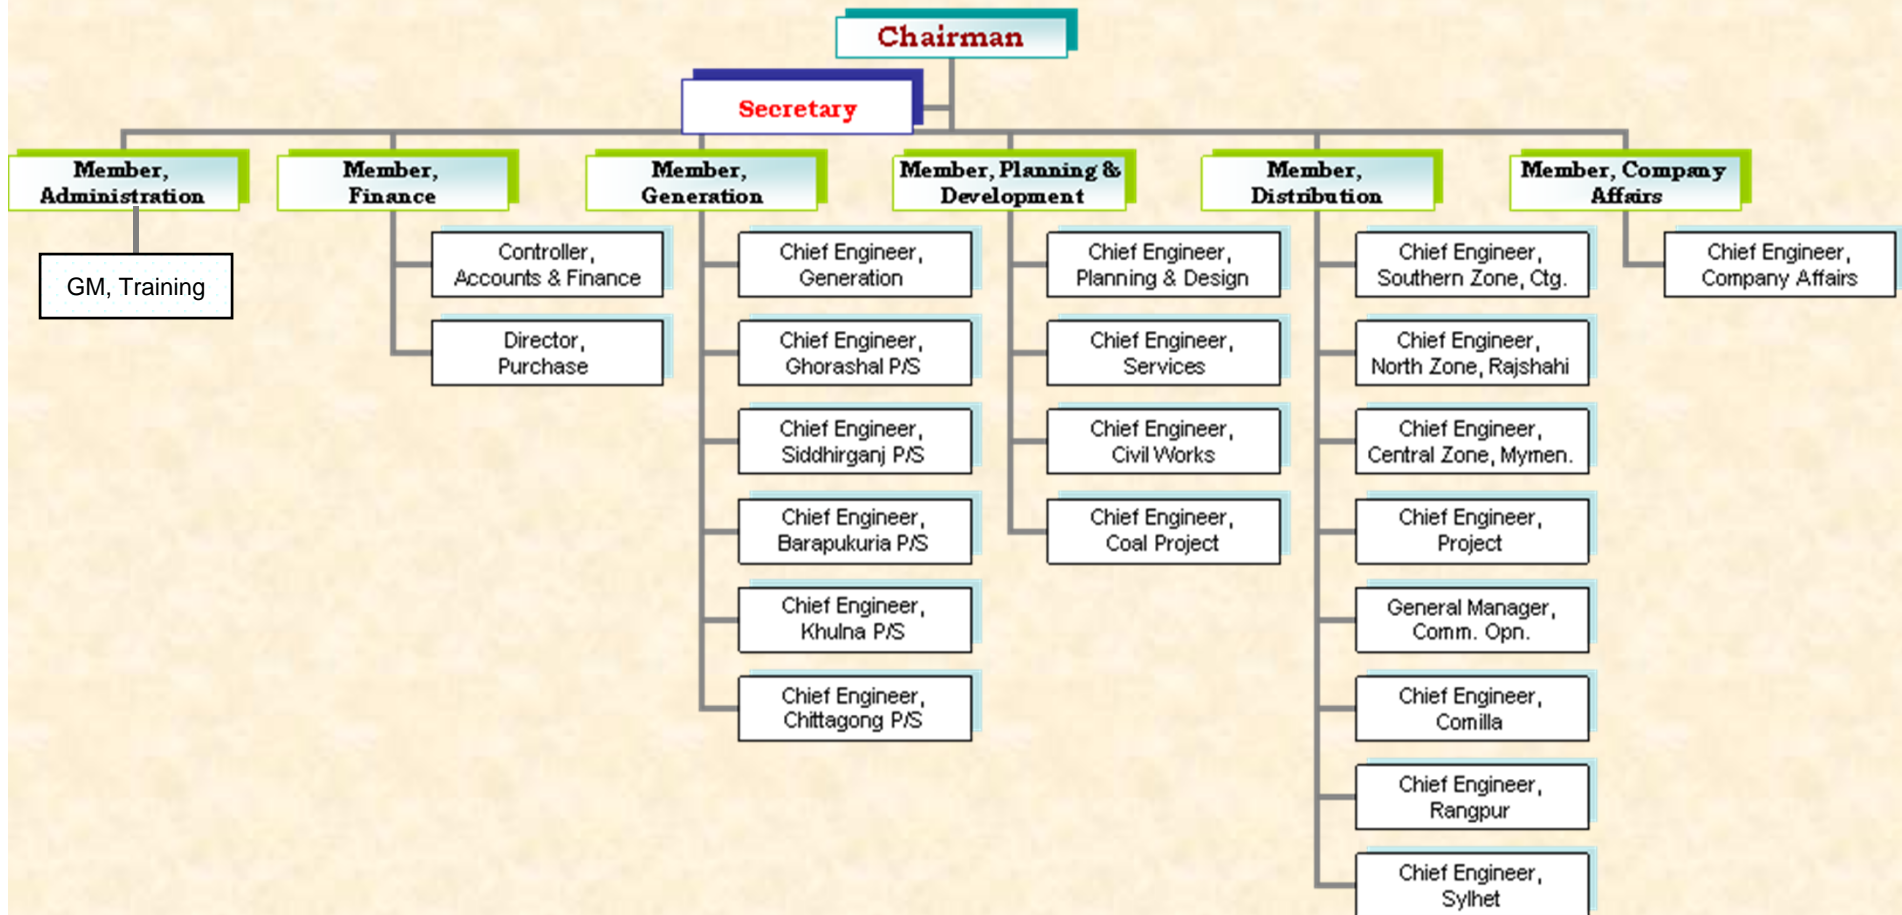 Chairman
Secretary
Member,
Administration
Member,
Finance
Member,
Generation
Member, Planning &
Development
Member,
Distribution
Member, Company
Affairs
GM, Training
Controller,
Accounts & Finance
Director,
Purchase
Chief Engineer,
Generation
Chief Engineer,
Ghorashal P/S
Chief Engineer,
Siddhirganj P/S
Chief Engineer,
Barapukuria P/S
Chief Engineer,
Khulna P/S
Chief Engineer,
Chittagong P/S
Chief Engineer,
Planning & Design
Chief Engineer,
Services
Chief Engineer,
Civil Works
Chief Engineer,
Coal Project
Chief Engineer,
Southern Zone, Ctg.
Chief Engineer,
North Zone, Rajshahi
Chief Engineer,
Central Zone, Mymen.
Chief Engineer,
Project
General Manager,
Comm. Opn.
Chief Engineer,
Comilla
Chief Engineer,
Rangpur
Chief Engineer,
Sylhet
Chief Engineer,
Company Affairs